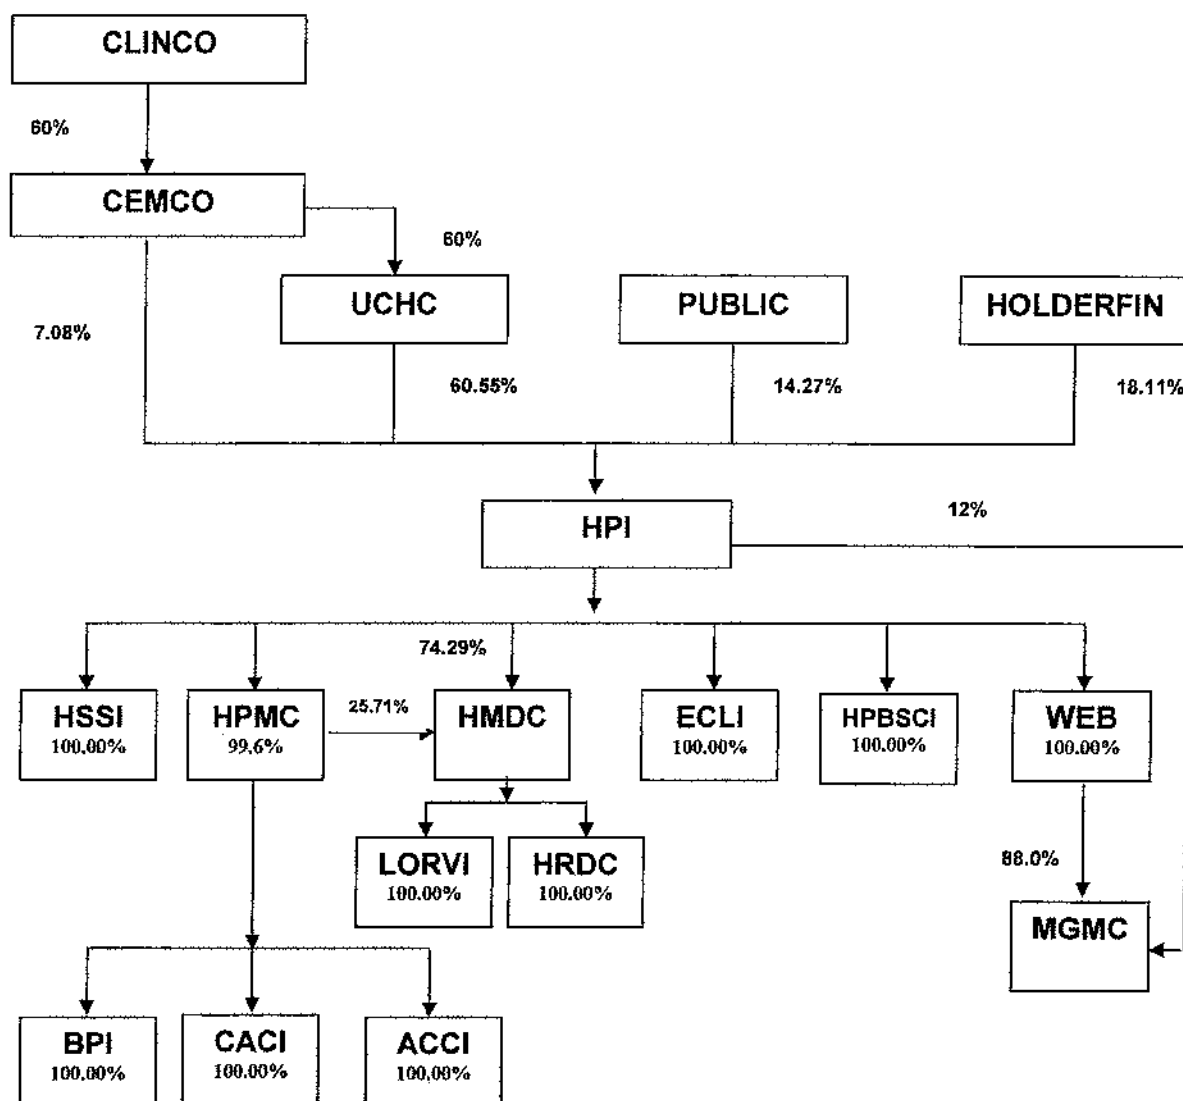 CLINCO
60%
CEMCO
60%
UCHC
PUBLIC
HOLDERFIN
7.08%
60.55%
14.27%
18.11%
HPI
12%
74.29%
HSSI
100.00%
HPMC
99.6%
25.71%
HMDC
ECLI
100.00%
HPBSCI
100.00%
WEB
100.00%
LORVI
100.00%
HRDC
100.00%
88.0%
MGMC
BPI
100.00%
CACI
100.00%
ACCI
100.00%